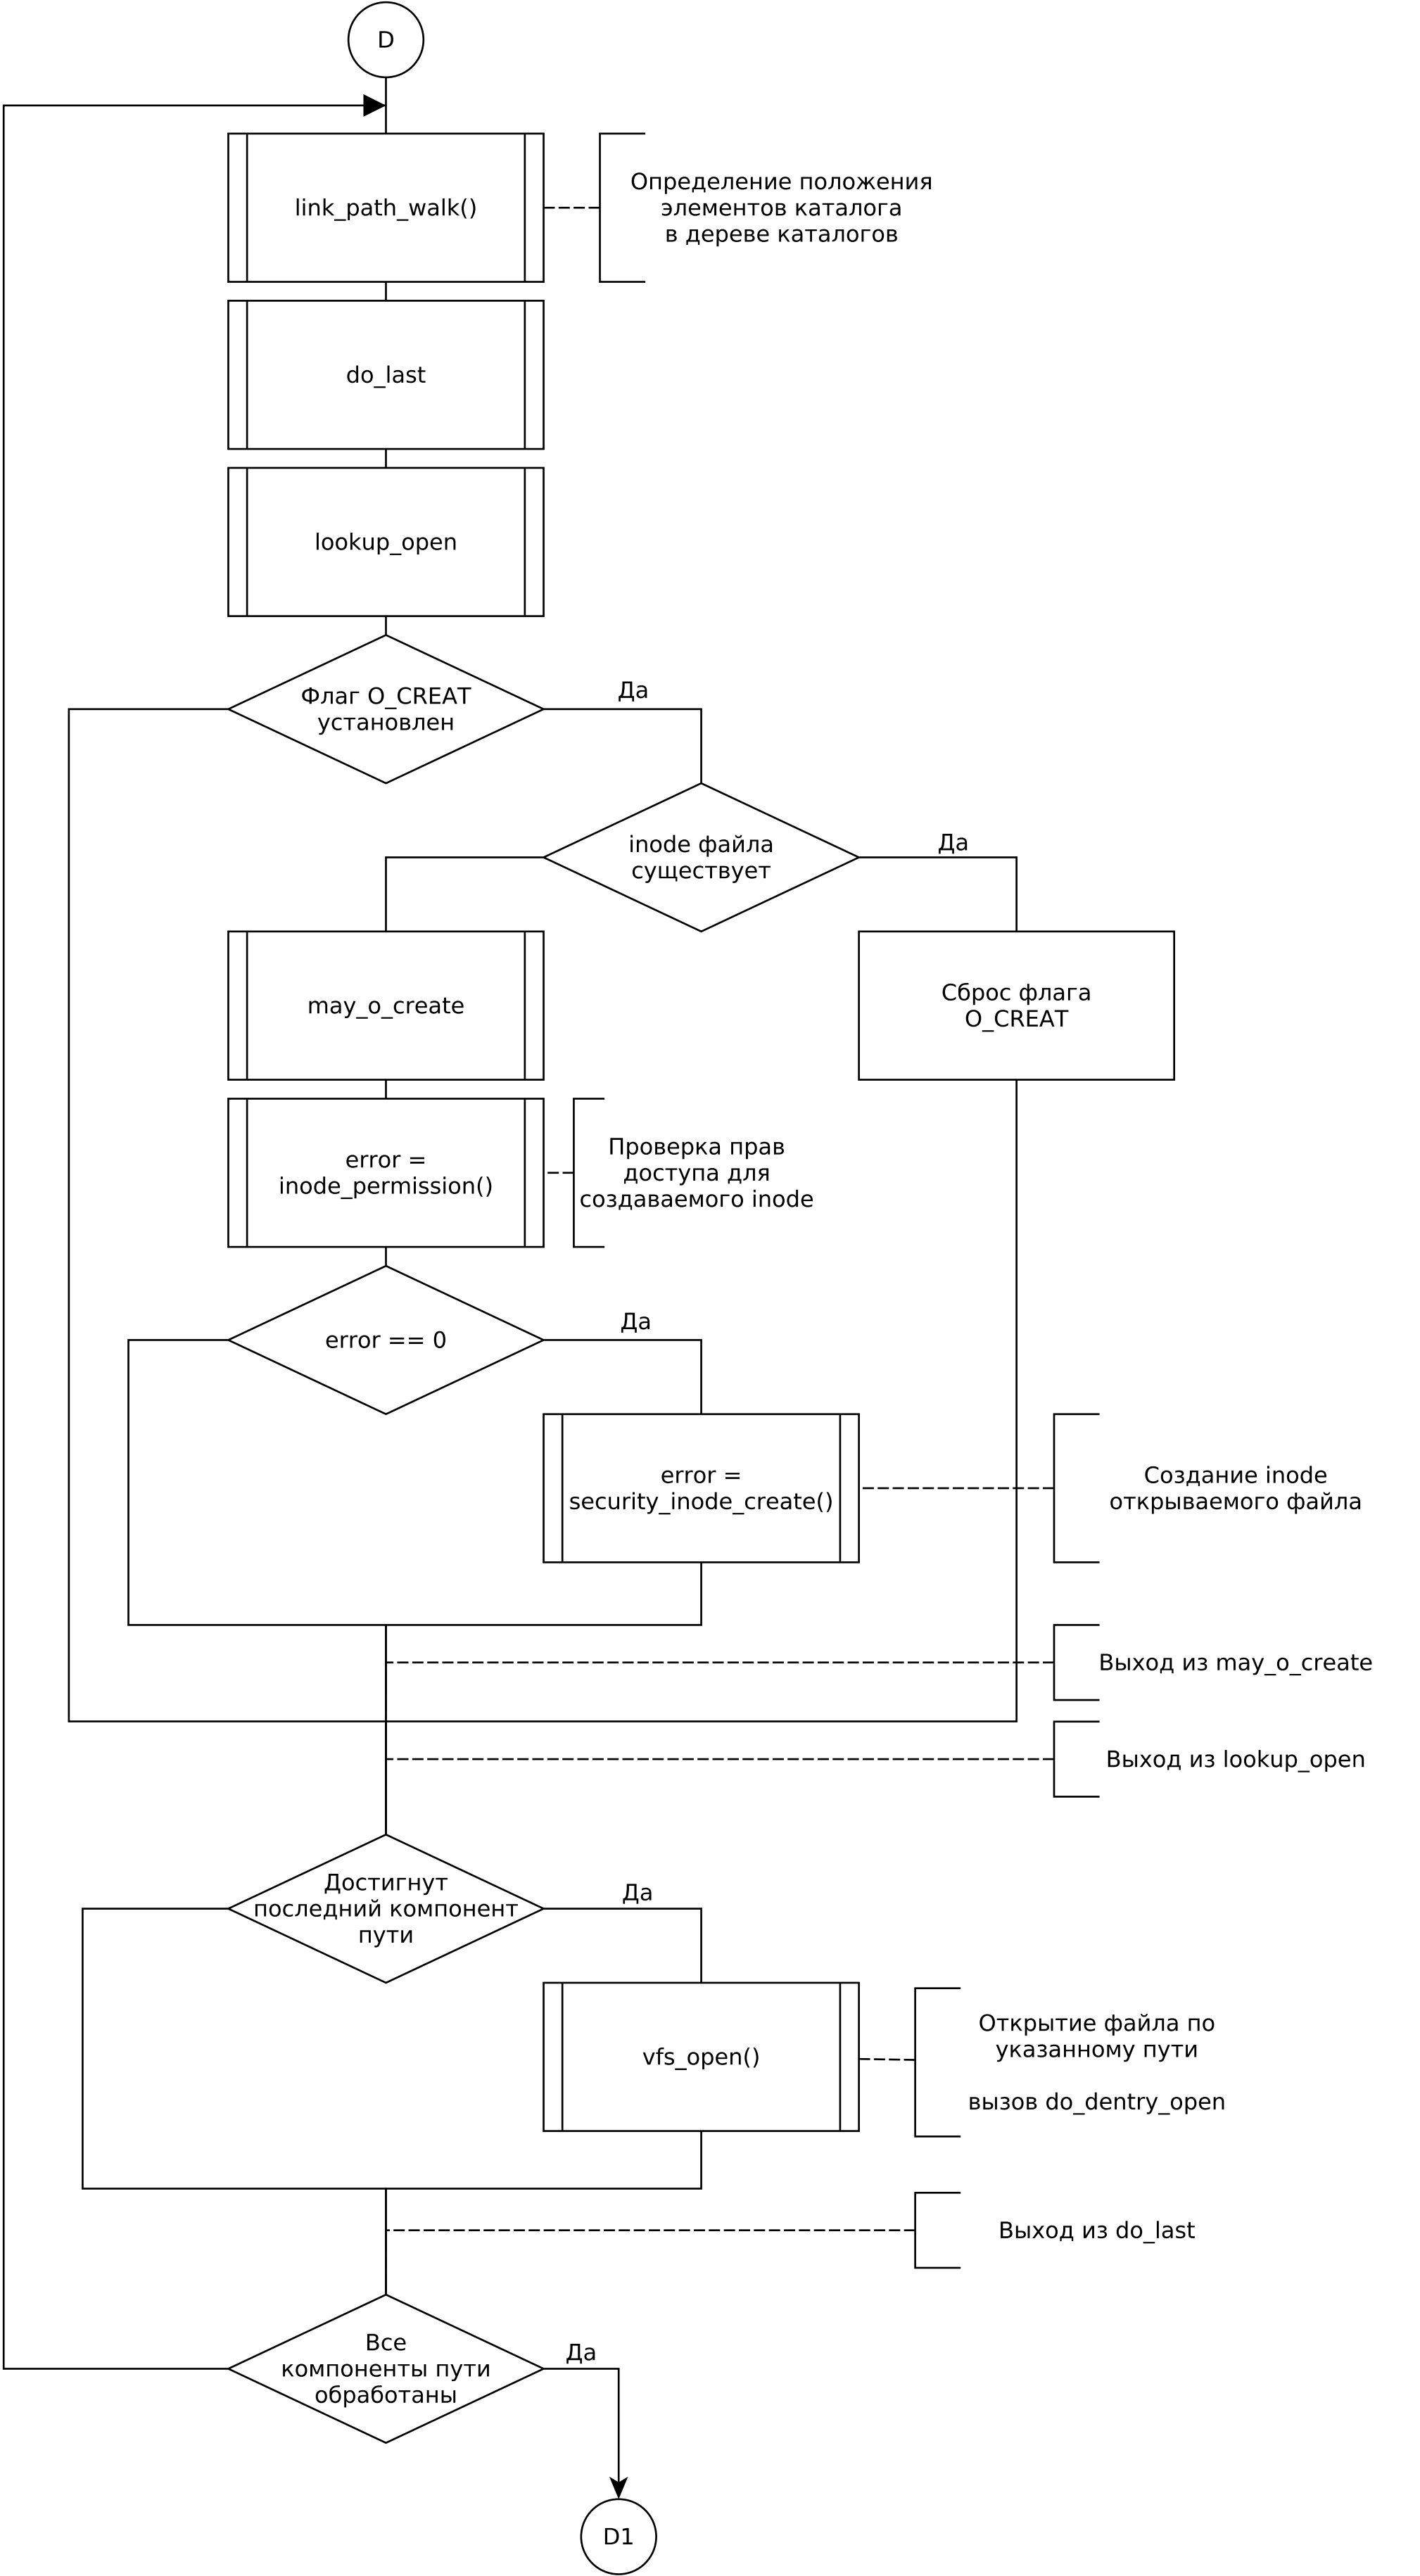 D
link_path_walk()
Определение положения
элементов каталога
в дереве каталогов
do_last
lookup_open
Флаг O_CREAT
установлен
Да
inode файла
существует
Да
may_o_create
Сброс флага
O_CREAT
error =
inode_permission()
Проверка прав
доступа для
создаваемого inode
error == 0
Да
error =
security_inode_create()
Создание inode
открываемого файла
Выход из may_o_create
Выход из lookup_open
Достигнут
последний компонент
пути
Да
vfs_open()
Открытие файла по
указанному пути
вызов do_dentry_open
Выход из do_last
Все
компоненты пути
обработаны
Да
D1